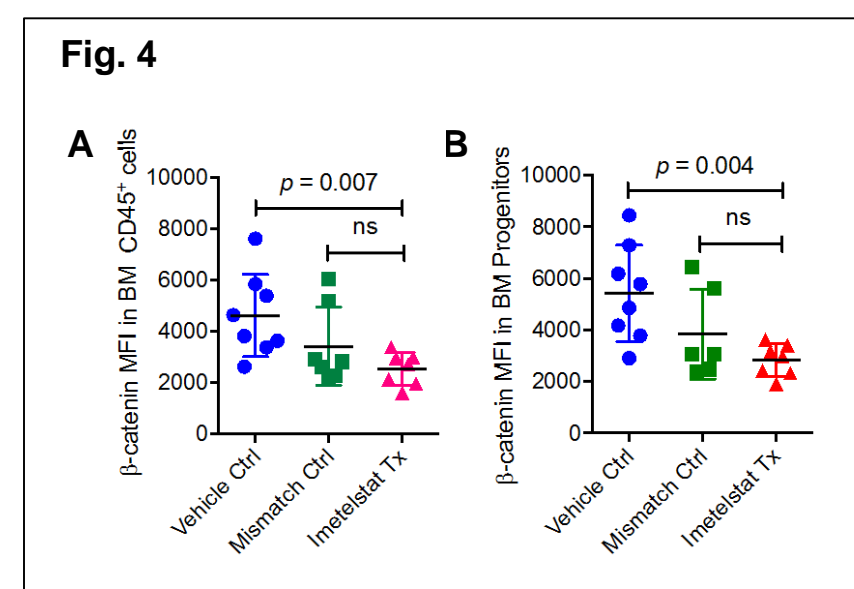 Fig. 4
A
β-catenin MFI in BM CD45⁺ cells
10000
8000
6000
4000
2000
0
p = 0.007
ns
Vehicle Ctrl
Mismatch Ctrl
Imetelstat Tx
B
β-catenin MFI in BM Progenitors
10000
8000
6000
4000
2000
0
p = 0.004
ns
Vehicle Ctrl
Mismatch Ctrl
Imetelstat Tx